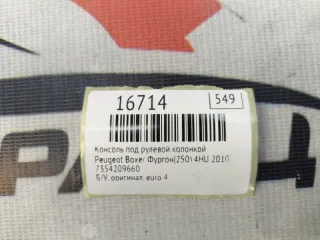 16714
549
Консоль под рулевой колонкой
Peugeot Boxer Фургон(250) 4HU 2010
7354209660
Б/У, оригинал. euro 4